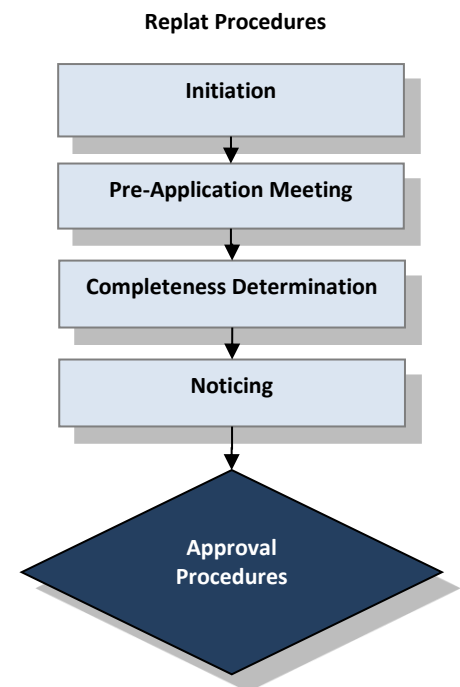 Replat Procedures
Initiation
Pre-Application Meeting
Completeness Determination
Noticing
Approval
Procedures